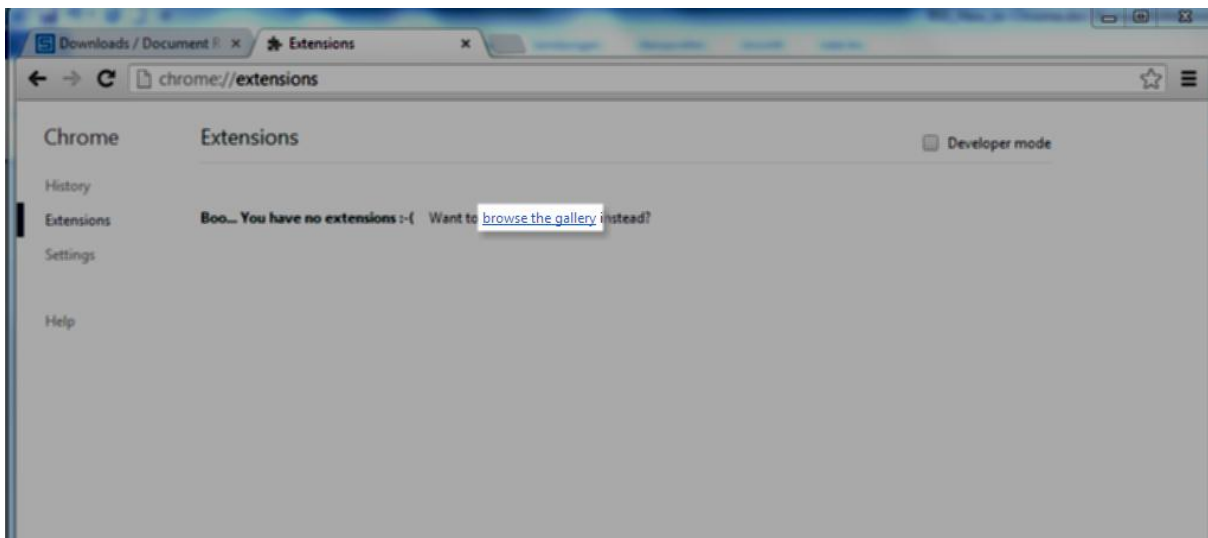 Downloads / Document R
Extensions
chrome://extensions
Chrome
Extensions
Developer mode
History
Extensions
Boo... You have no extensions :-( Want to browse the gallery instead?
Settings
Help